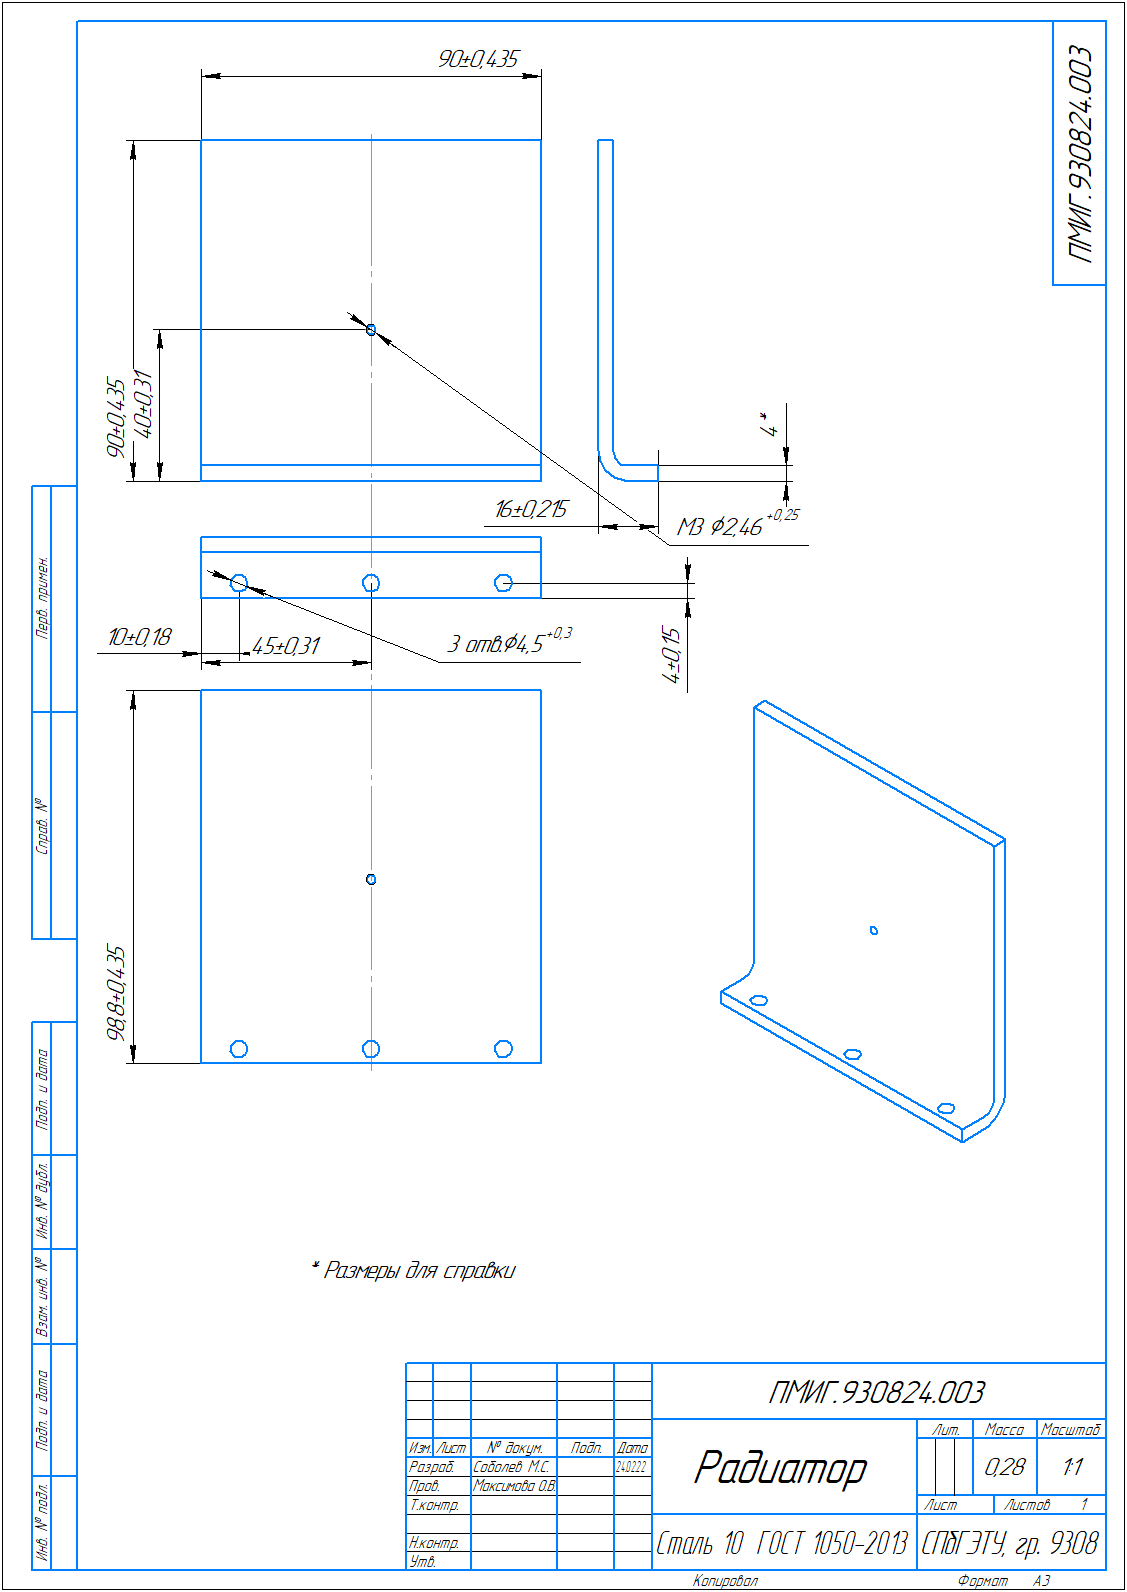 ПМИГ.930824.003
90±0,435
90±0,435
40±0,31
4*
16±0,215
М3 ϕ2,46 +0,25
10±0,18
45±0,31
3 отв.ϕ4,5 +0,3
4±0,15
98,8±0,435
* Размеры для справки
Перв. примен.
Справ. №
Подп. и дата
Инв. № дубл.
Взам. инв. №
Подп. и дата
Инв. № подл.
ПМИГ.930824.003
Изм. Лист № докум. Подп. Дата
Разраб. Соболев М.С. 24.02.22
Пров. Максимова О.В.
Т.контр.
Н.контр.
Утв.
Радиатор
Лит. Масса Масштаб
0,28 1:1
Лист Листов 1
Сталь 10 ГОСТ 1050-2013
СПбГЭТУ, гр. 9308
Копировал Формат А3